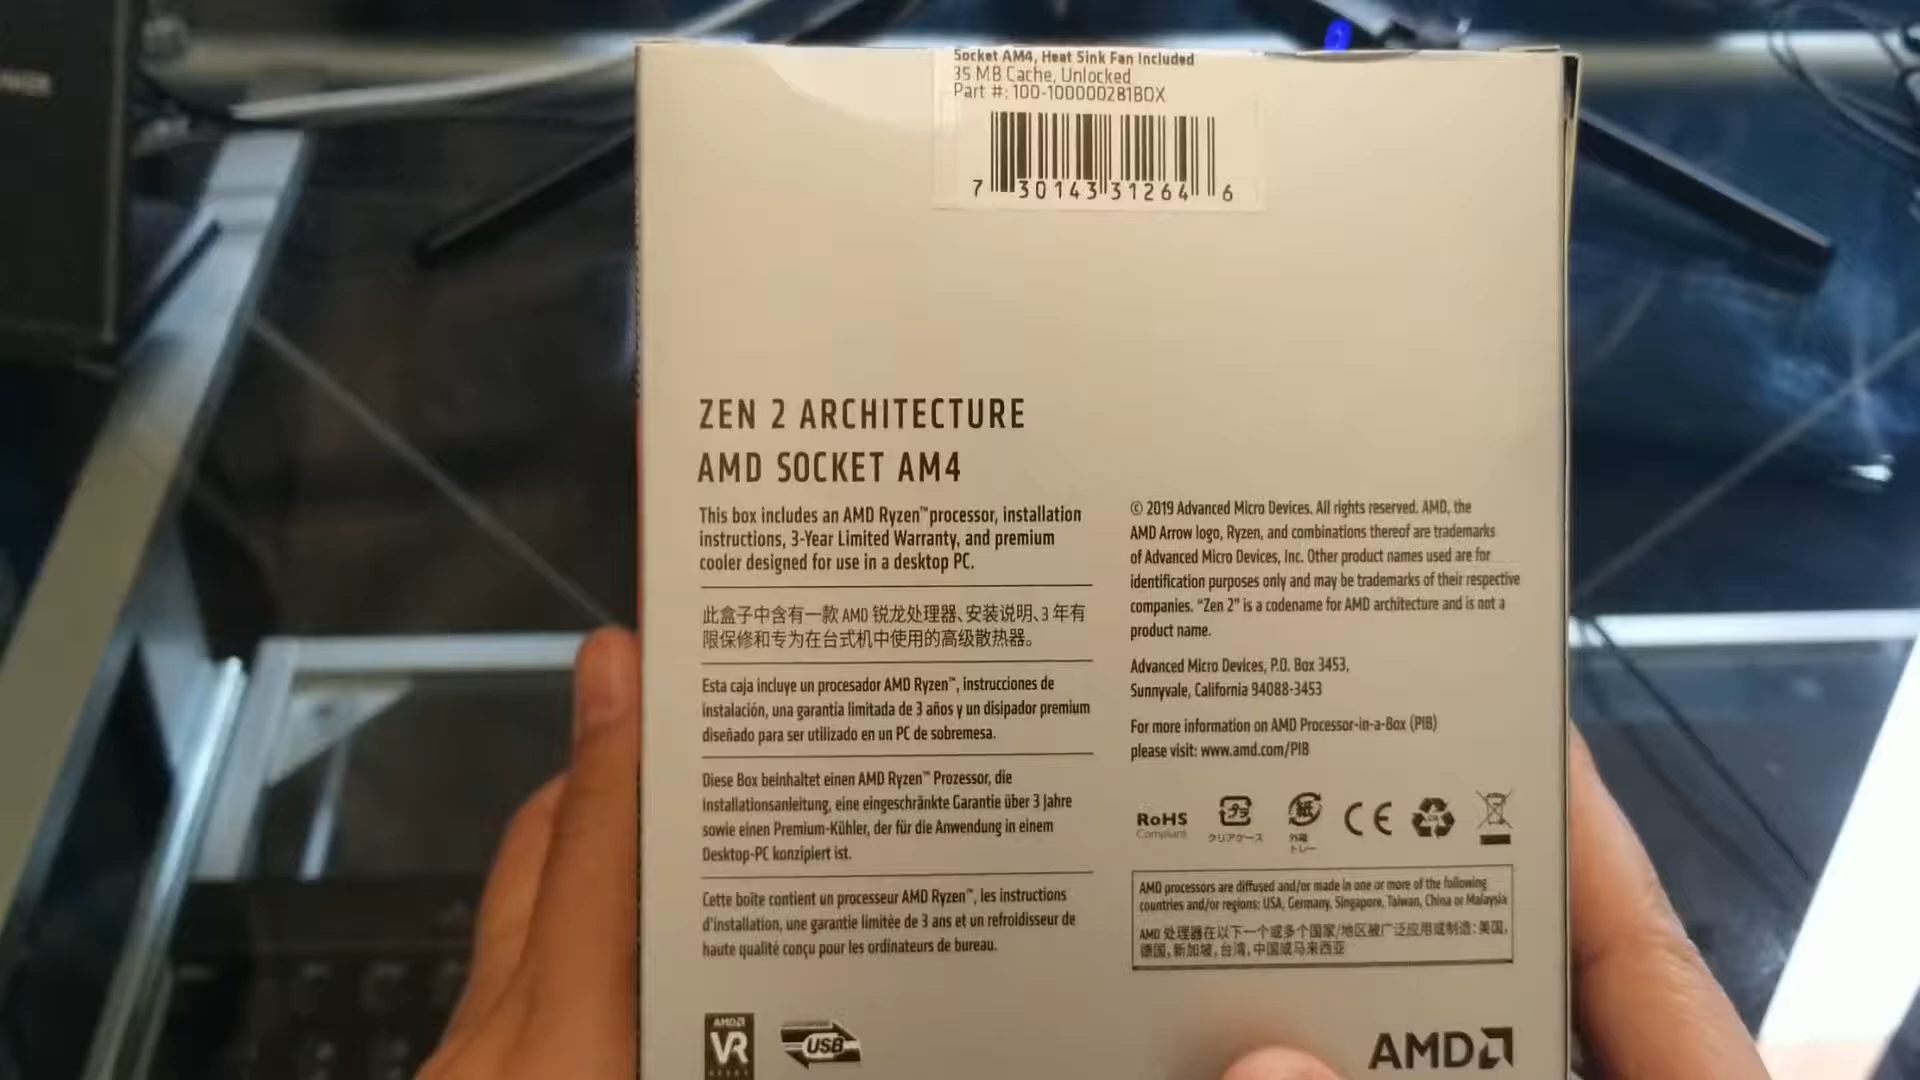 Socket AM4, Heat Sink Fan Included
35 MB Cache, Unlocked
Part #: 100-100000281BOX
7 30143 31264 6
ZEN 2 ARCHITECTURE
AMD SOCKET AM4
This box includes an AMD Ryzen™ processor, installation
instructions, 3-Year Limited Warranty, and premium
cooler designed for use in a desktop PC.
此盒子中含有一款 AMD 锐龙处理器、安装说明、3 年有
限保修和专为在台式机中使用的高级散热器。
Esta caja incluye un procesador AMD Ryzen™, instrucciones de
instalación, una garantía limitada de 3 años y un disipador premium
diseñado para ser utilizado en un PC de sobremesa.
Diese Box beinhaltet einen AMD Ryzen™ Prozessor, die
Installationsanleitung, eine eingeschränkte Garantie über 3 Jahre
sowie einen Premium-Kühler, der für die Anwendung in einem
Desktop-PC konzipiert ist.
Cette boîte contient un processeur AMD Ryzen™, les instructions
d'installation, une garantie limitée de 3 ans et un refroidisseur de
haute qualité conçu pour les ordinateurs de bureau.
© 2019 Advanced Micro Devices. All rights reserved. AMD, the
AMD Arrow logo, Ryzen, and combinations thereof are trademarks
of Advanced Micro Devices, Inc. Other product names used are for
identification purposes only and may be trademarks of their respective
companies. “Zen 2” is a codename for AMD architecture and is not a
product name.
Advanced Micro Devices, P.O. Box 3453,
Sunnyvale, California 94088-3453
For more information on AMD Processor-in-a-Box (PIB)
please visit: www.amd.com/PIB
RoHS
Compliant
プラ
クリアケース
紙
外箱
トレー
CE
AMD processors are diffused and/or made in one or more of the following
countries and/or regions: USA, Germany, Singapore, Taiwan, China or Malaysia
AMD 处理器在以下一个或多个国家/地区被广泛应用或制造：美国，
德国，新加坡，台湾，中国或马来西亚
AMD
VR
USB
AMD